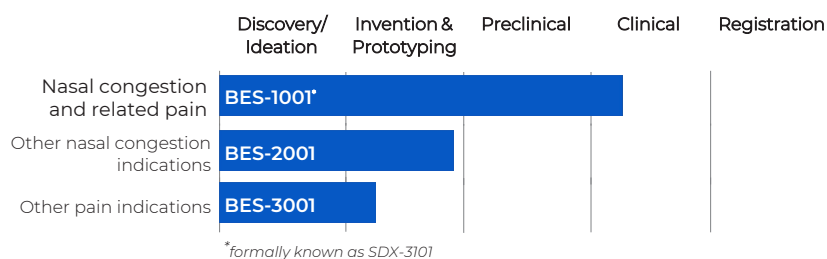 Discovery/ Invention & Preclinical Clinical Registration
Ideation Prototyping
Nasal congestion
and related pain
BES-1001*
Other nasal congestion
indications
BES-2001
Other pain indications
BES-3001
*formally known as SDX-3101